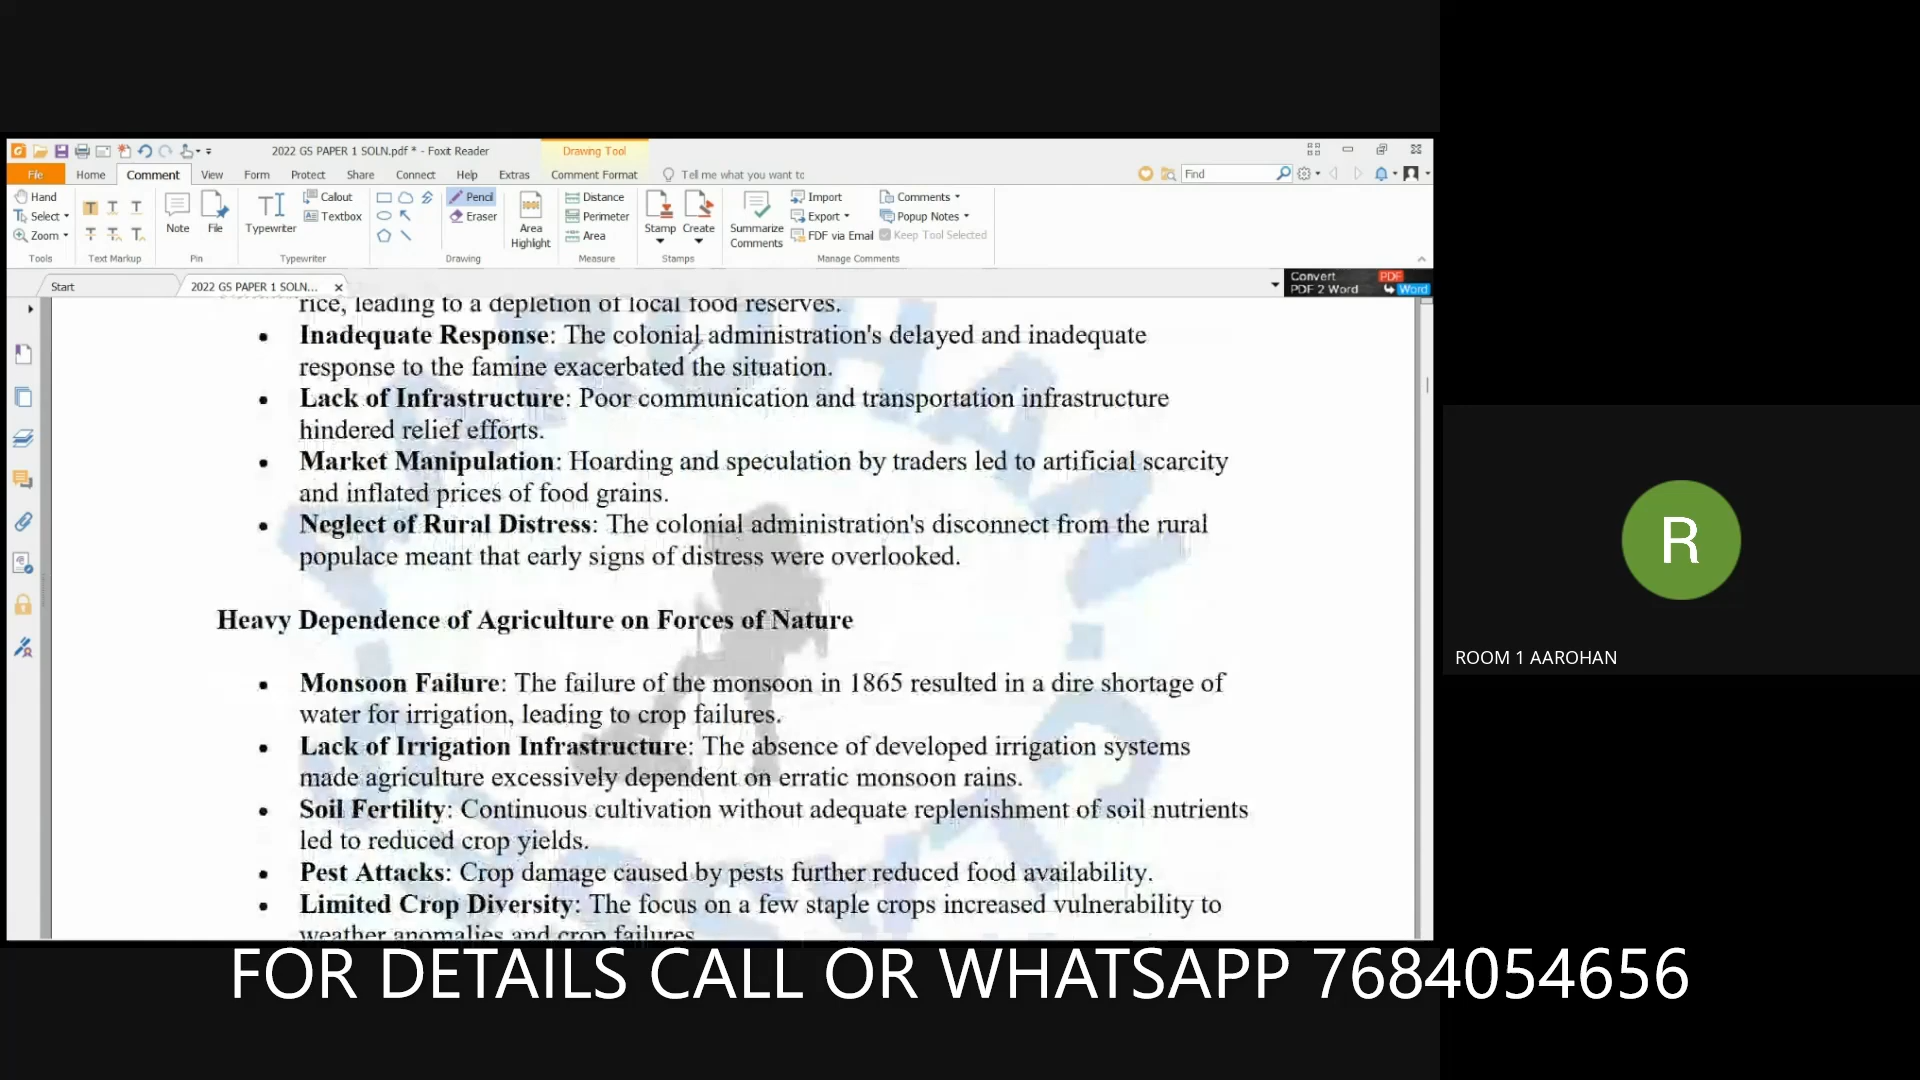 2022 GS PAPER 1 SOLN.pdf * - Foxit Reader
Drawing Tool
File Home Comment View Form Protect Share Connect Help Extras Comment Format Tell me what you want to Find
Hand
Select
Zoom
Tools
Text Markup
Note
File
Pin
Typewriter
Callout
Textbox
Typewriter
Pencil
Eraser
Area
Highlight
Drawing
Distance
Perimeter
Area
Measure
Stamp
Create
Stamps
Summarize
Comments
Import
Export
FDF via Email
Comments
Popup Notes
Keep Tool Selected
Manage Comments
Start
2022 GS PAPER 1 SOLN...
Convert PDF
PDF 2 Word Word
rice, leading to a depletion of local food reserves.
• Inadequate Response: The colonial administration's delayed and inadequate
response to the famine exacerbated the situation.
• Lack of Infrastructure: Poor communication and transportation infrastructure
hindered relief efforts.
• Market Manipulation: Hoarding and speculation by traders led to artificial scarcity
and inflated prices of food grains.
• Neglect of Rural Distress: The colonial administration's disconnect from the rural
populace meant that early signs of distress were overlooked.
Heavy Dependence of Agriculture on Forces of Nature
• Monsoon Failure: The failure of the monsoon in 1865 resulted in a dire shortage of
water for irrigation, leading to crop failures.
• Lack of Irrigation Infrastructure: The absence of developed irrigation systems
made agriculture excessively dependent on erratic monsoon rains.
• Soil Fertility: Continuous cultivation without adequate replenishment of soil nutrients
led to reduced crop yields.
• Pest Attacks: Crop damage caused by pests further reduced food availability.
• Limited Crop Diversity: The focus on a few staple crops increased vulnerability to
weather anomalies and crop failures
R
ROOM 1 AAROHAN
FOR DETAILS CALL OR WHATSAPP 7684054656